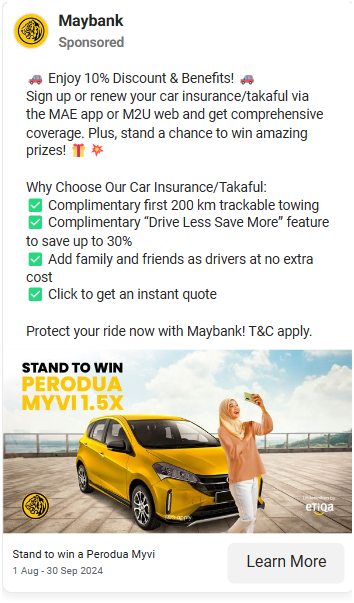 Maybank
Sponsored
🚗 Enjoy 10% Discount & Benefits! 🚗
Sign up or renew your car insurance/takaful via
the MAE app or M2U web and get comprehensive
coverage. Plus, stand a chance to win amazing
prizes! 🎁 💥
Why Choose Our Car Insurance/Takaful:
✅ Complimentary first 200 km trackable towing
✅ Complimentary “Drive Less Save More” feature
to save up to 30%
✅ Add family and friends as drivers at no extra
cost
✅ Click to get an instant quote
Protect your ride now with Maybank! T&C apply.
STAND TO WIN
PERODUA
MYVI 1.5X
T&Cs apply
etiqa
Stand to win a Perodua Myvi
1 Aug - 30 Sep 2024
Learn More